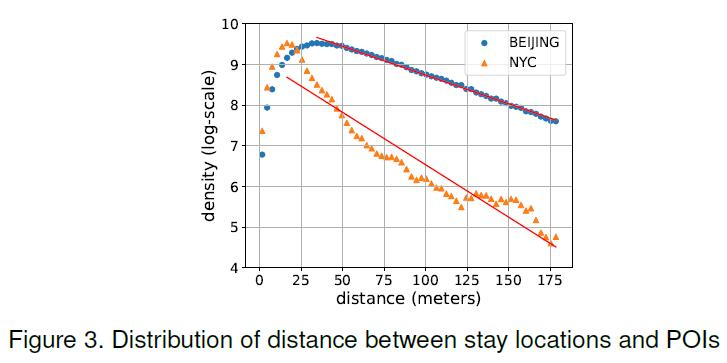 10
9
8
7
6
5
4
density (log-scale)
BEIJING
NYC
0 25 50 75 100 125 150 175
distance (meters)
Figure 3. Distribution of distance between stay locations and POIs